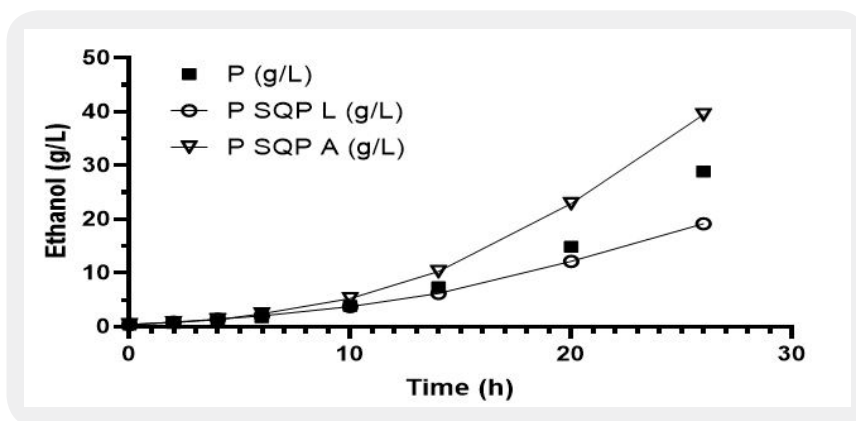 50
40
30
20
10
0
Ethanol (g/L)
P (g/L)
P SQP L (g/L)
P SQP A (g/L)
0 10 20 30
Time (h)